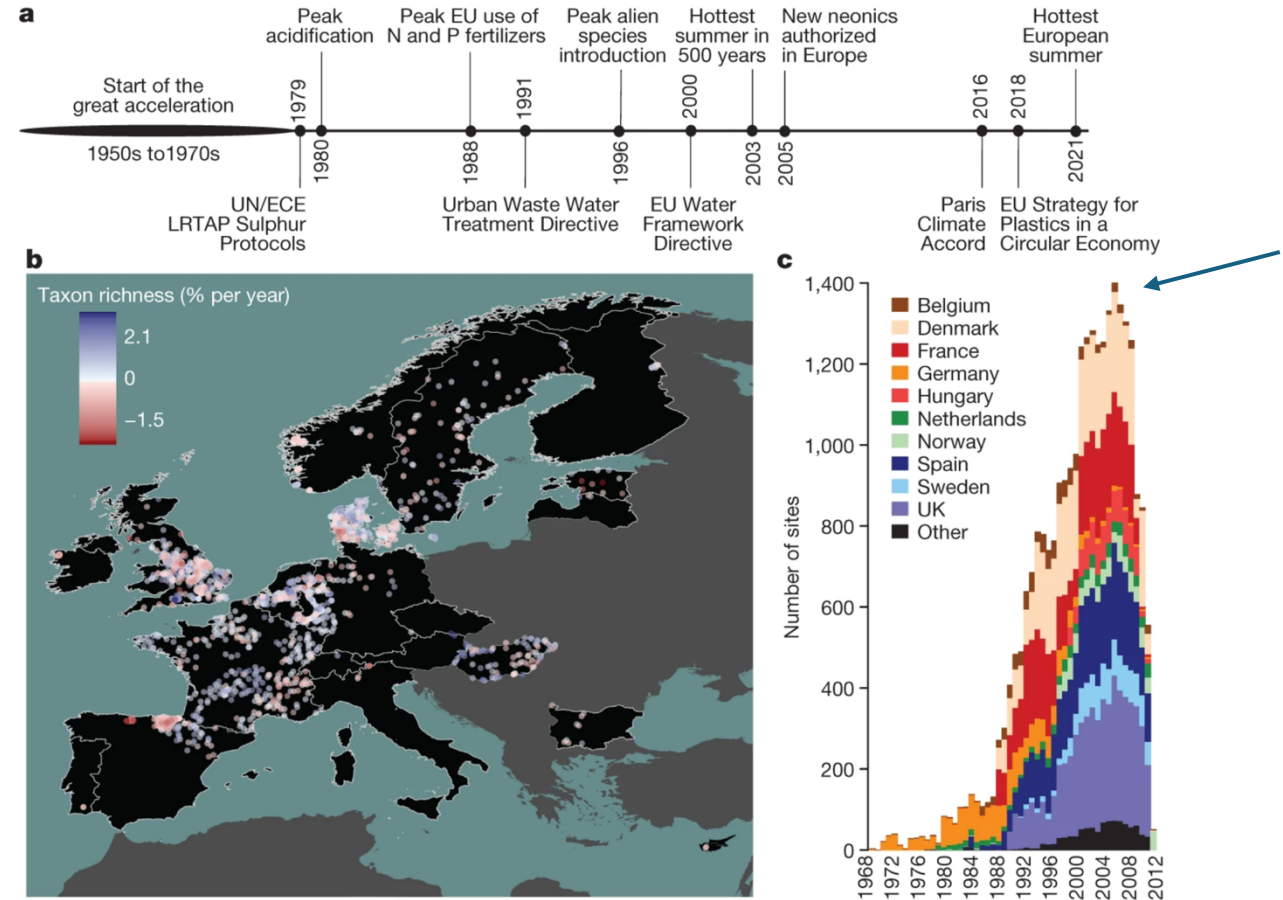 a
Peak
acidification
Peak EU use of
N and P fertilizers
Peak alien
species
introduction
Hottest
summer in
500 years
New neonics
authorized
in Europe
Hottest
European
summer
Start of the
great acceleration
1950s to1970s
1979
1980
1988
1991
1996
2000
2003
2005
2016
2018
2021
UN/ECE
LRTAP Sulphur
Protocols
Urban Waste Water
Treatment Directive
EU Water
Framework
Directive
Paris
Climate
Accord
EU Strategy for
Plastics in a
Circular Economy
b
Taxon richness (% per year)
2.1
0
−1.5
c
Number of sites
1,400
1,200
1,000
800
600
400
200
0
Belgium
Denmark
France
Germany
Hungary
Netherlands
Norway
Spain
Sweden
UK
Other
1968
1972
1976
1980
1984
1988
1992
1996
2000
2004
2008
2012